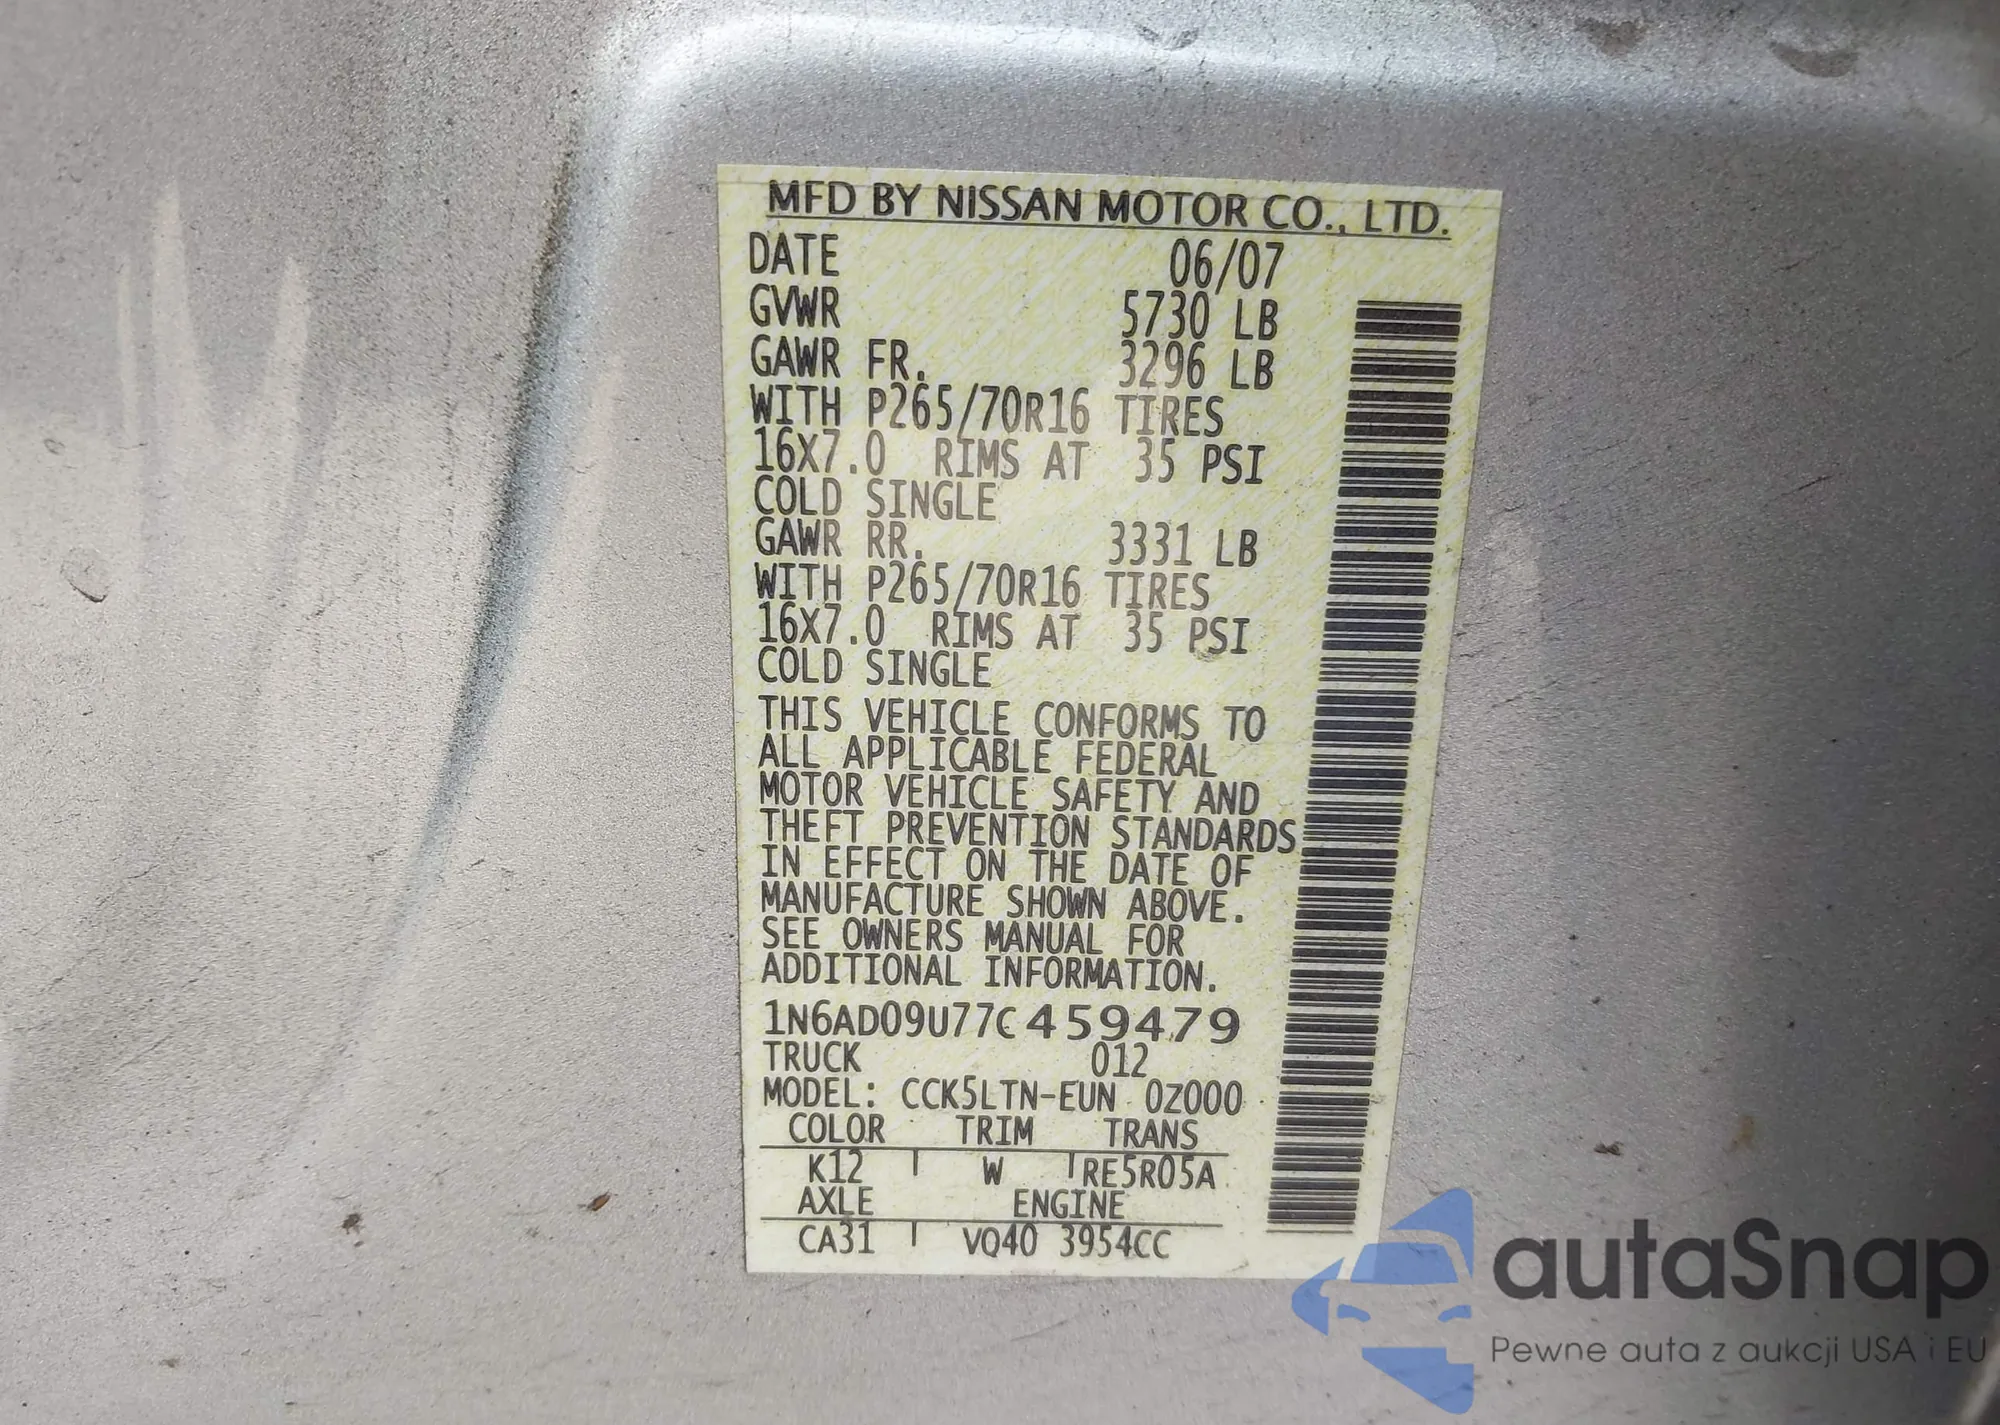 MFD BY NISSAN MOTOR CO., LTD.
DATE 06/07
GVWR 5730 LB
GAWR FR. 3296 LB
WITH P265/70R16 TIRES
16X7.0 RIMS AT 35 PSI
COLD SINGLE
GAWR RR. 3331 LB
WITH P265/70R16 TIRES
16X7.0 RIMS AT 35 PSI
COLD SINGLE
THIS VEHICLE CONFORMS TO
ALL APPLICABLE FEDERAL
MOTOR VEHICLE SAFETY AND
THEFT PREVENTION STANDARDS
IN EFFECT ON THE DATE OF
MANUFACTURE SHOWN ABOVE.
SEE OWNERS MANUAL FOR
ADDITIONAL INFORMATION.
1N6AD09U77C459479
TRUCK 012
MODEL: CCK5LTN-EUN 0Z000
COLOR TRIM TRANS
K12 W RE5R05A
AXLE ENGINE
CA31 VQ40 3954CC
autaSnap
Pewne auta z aukcji USA i EU